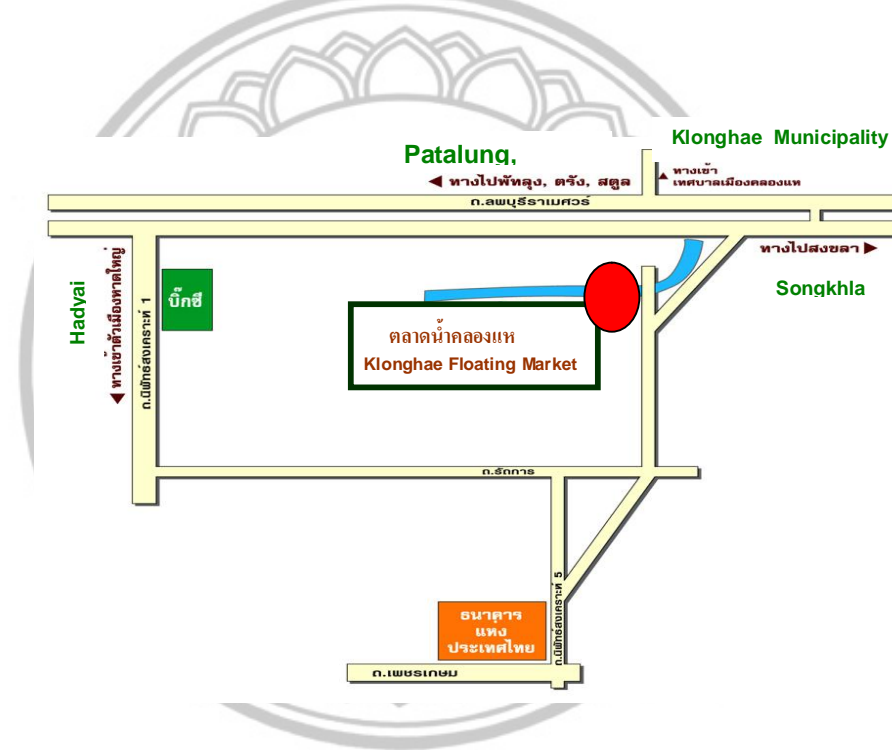 Klonghae Municipality
Patalung,
◄ ทางไปพัทลุง, ตรัง, สตูล
▲ ทางเข้า
เทศบาลเมืองคลองแห
ถ.ลพบุรีราเมศวร์
ทางไปสงขลา ►
Songkhla
Hadyai
◄ ทางเข้าตัวเมืองหาดใหญ่
ถ.นิพัทธ์สงเคราะห์ 1
บิ๊กซี
ตลาดน้ำคลองแห
Klonghae Floating Market
ถ.รัถการ
ถ.นิพัทธ์สงเคราะห์ 5
ธนาคาร
แห่ง
ประเทศไทย
ถ.เพชรเกษม